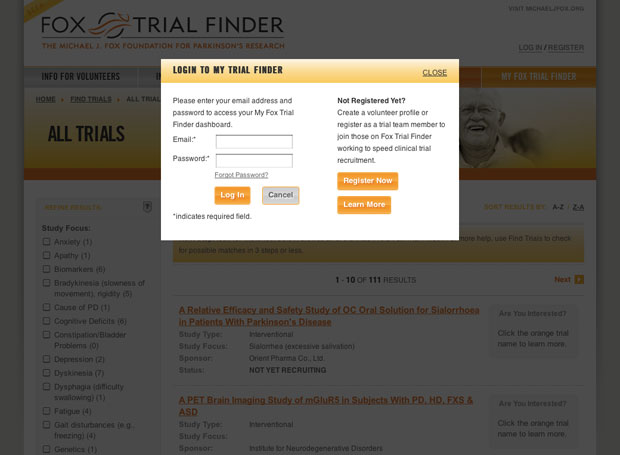 VISIT MICHAELJFOX.ORG
FOX TRIAL FINDER
THE MICHAEL J. FOX FOUNDATION FOR PARKINSON'S RESEARCH
LOG IN / REGISTER
INFO FOR VOLUNTEERS
MY FOX TRIAL FINDER
HOME › FIND TRIALS › ALL TRIALS
ALL TRIALS
LOGIN TO MY TRIAL FINDER
CLOSE
Please enter your email address and
password to access your My Fox Trial
Finder dashboard.
Email:*
Password:*
Forgot Password?
Log In
Cancel
*indicates required field.
Not Registered Yet?
Create a volunteer profile or
register as a trial team member to
join those on Fox Trial Finder
working to speed clinical trial
recruitment.
Register Now
Learn More
REFINE RESULTS
?
Study Focus:
Anxiety (1)
Apathy (1)
Biomarkers (6)
Bradykinesia (slowness of
movement), rigidity (5)
Cause of PD (1)
Cognitive Deficits (6)
Constipation/Bladder
Problems (0)
Depression (2)
Dyskinesia (7)
Dysphagia (difficulty
swallowing) (1)
Fatigue (4)
Gait disturbances (e.g.,
freezing) (4)
Genetics (1)
SORT RESULTS BY: A-Z / Z-A
more help, use Find Trials to check
for possible matches in 3 steps or less.
1 - 10 OF 111 RESULTS
Next
A Relative Efficacy and Safety Study of OC Oral Solution for Sialorrhoea
in Patients With Parkinson's Disease
Study Type: Interventional
Study Focus: Sialorrhea (excessive salivation)
Sponsor: Orient Pharma Co., Ltd.
Status: NOT YET RECRUITING
Are You Interested?
Click the orange trial
name to learn more.
A PET Brain Imaging Study of mGluR5 in Subjects With PD, HD, FXS &
ASD
Study Type: Interventional
Study Focus:
Sponsor: Institute for Neurodegenerative Disorders
Are You Interested?
Click the orange trial
name to learn more.